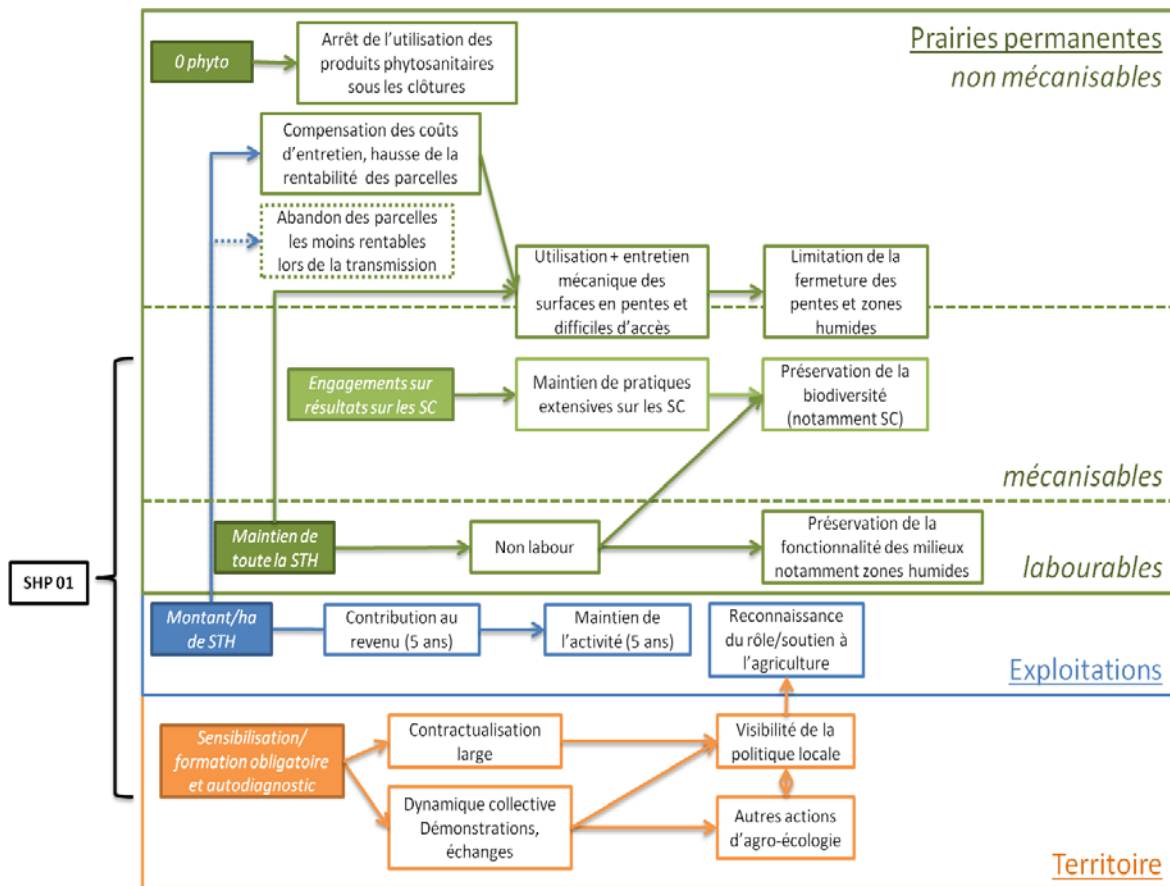 Prairies permanentes
non mécanisables
0 phyto
Arrêt de l'utilisation des
produits phytosanitaires
sous les clôtures
Compensation des coûts
d'entretien, hausse de la
rentabilité des parcelles
Abandon des parcelles
les moins rentables
lors de la transmission
Utilisation + entretien
mécanique des
surfaces en pentes et
difficiles d'accès
Limitation de la
fermeture des
pentes et zones
humides
Engagements sur
résultats sur les SC
Maintien de pratiques
extensives sur les SC
Préservation de la
biodiversité
(notamment SC)
mécanisables
Maintien de
toute la STH
Non labour
Préservation de la
fonctionnalité des milieux
notamment zones humides
labourables
SHP 01
Montant/ha
de STH
Contribution au
revenu (5 ans)
Maintien de
l'activité (5 ans)
Reconnaissance
du rôle/soutien à
l'agriculture
Exploitations
Sensibilisation/
formation obligatoire
et autodiagnostic
Contractualisation
large
Visibilité de la
politique locale
Dynamique collective
Démonstrations,
échanges
Autres actions
d'agro-écologie
Territoire